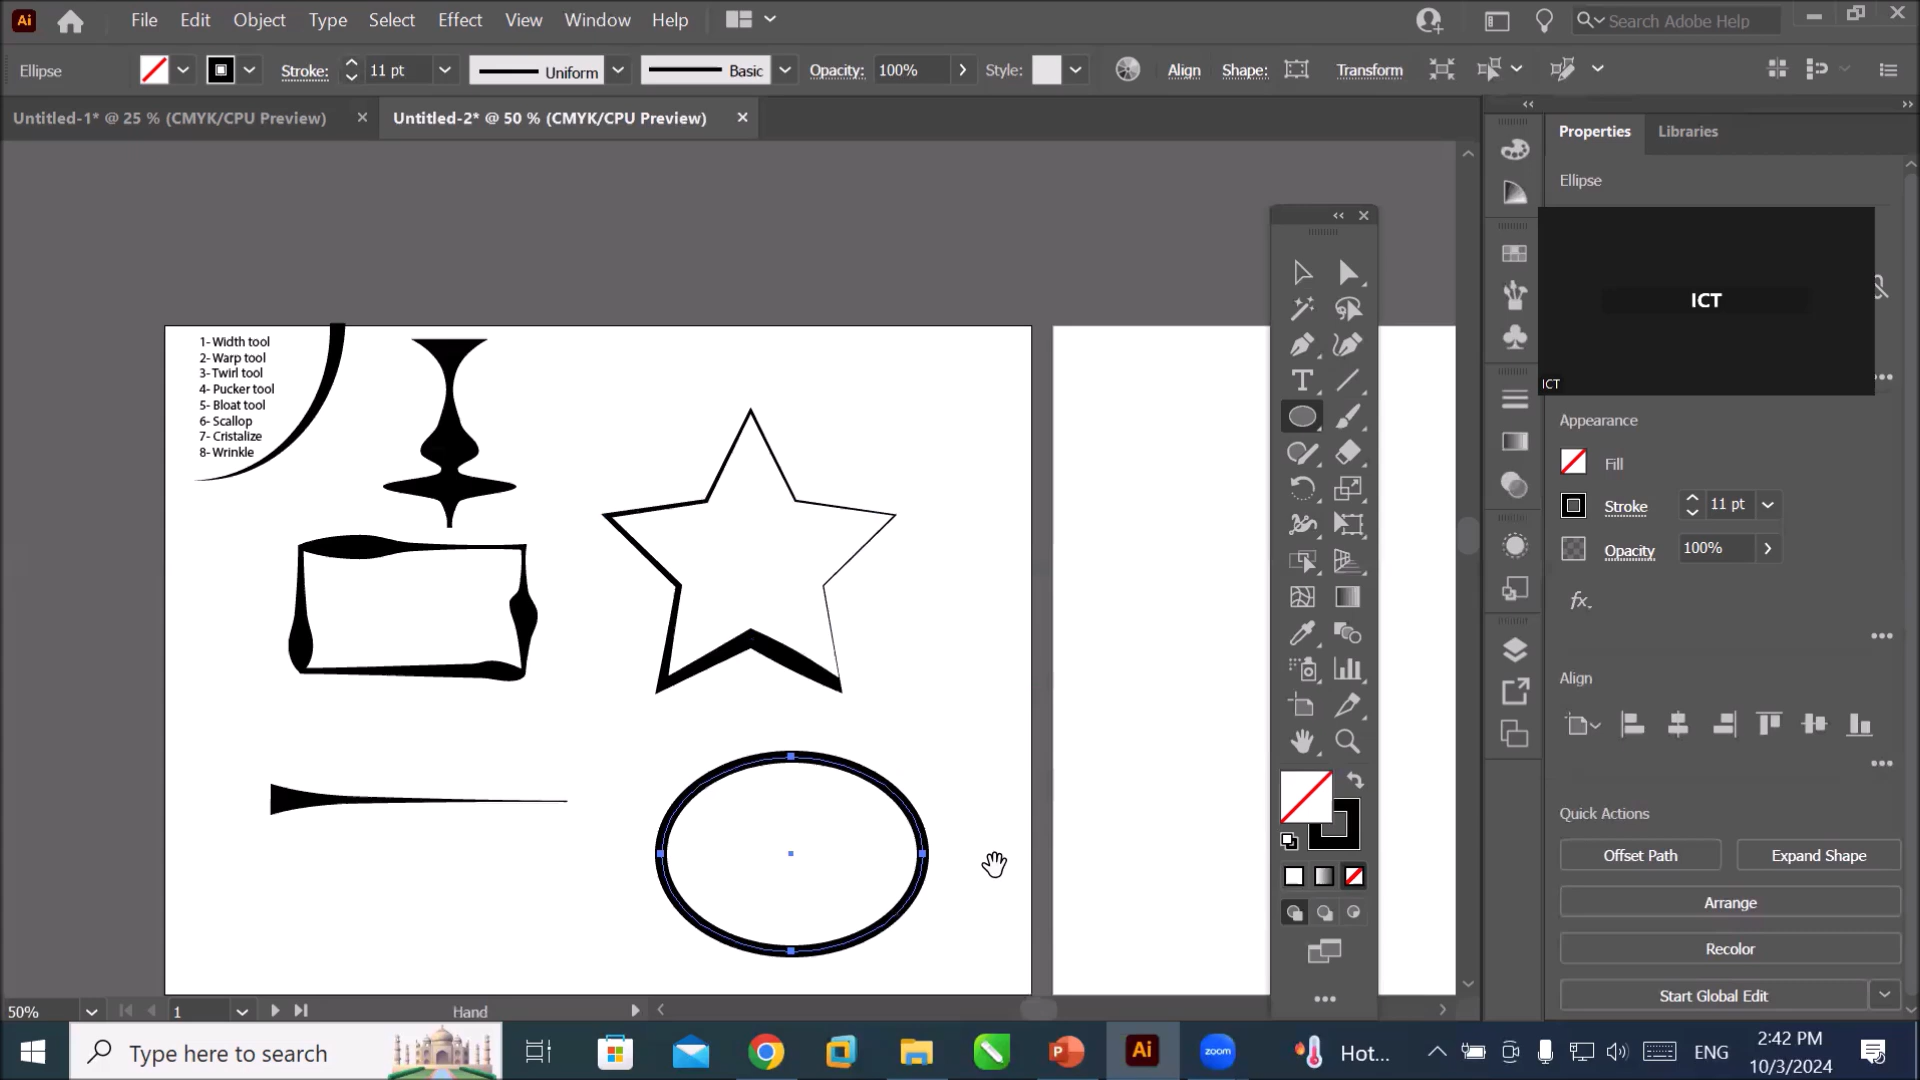 Ai File Edit Object Type Select Effect View Window Help Search Adobe Help
Ellipse Stroke: 11 pt Uniform Basic Opacity: 100% Style: Align Shape: Transform
Untitled-1* @ 25 % (CMYK/CPU Preview) Untitled-2* @ 50 % (CMYK/CPU Preview)
Properties Libraries
Ellipse
ICT
ICT
1- Width tool
2- Warp tool
3- Twirl tool
4- Pucker tool
5- Bloat tool
6- Scallop
7- Cristalize
8- Wrinkle
Appearance
Fill
Stroke 11 pt
Opacity 100%
fx
Align
Quick Actions
Offset Path Expand Shape
Arrange
Recolor
Start Global Edit
50% 1 Hand
Type here to search Ai zoom Hot... ENG 2:42 PM
10/3/2024